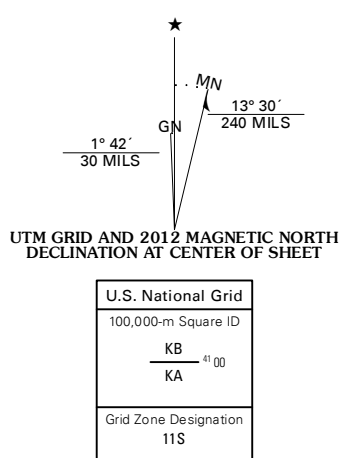 ★
MN
GN
13° 30´
240 MILS
1° 42´
30 MILS
UTM GRID AND 2012 MAGNETIC NORTH
DECLINATION AT CENTER OF SHEET
U.S. National Grid
100,000-m Square ID
KB
41 00
KA
Grid Zone Designation
11S